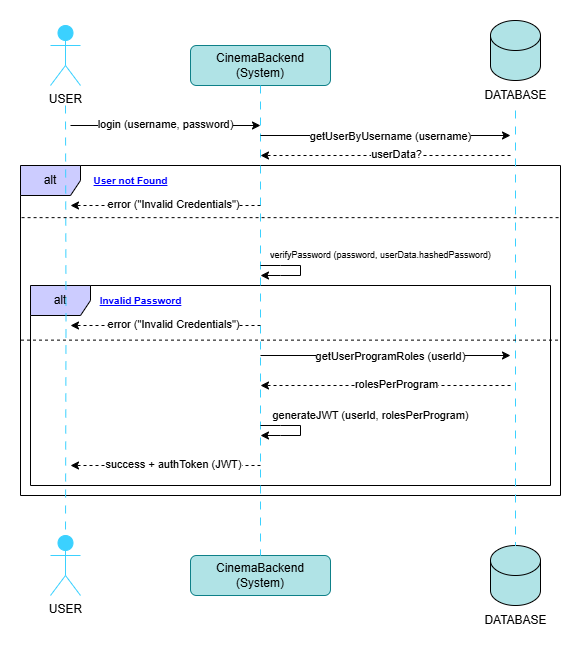 CinemaBackend
(System)
USER
DATABASE
login (username, password)
getUserByUsername (username)
userData?
alt
User not Found
error ("Invalid Credentials")
verifyPassword (password, userData.hashedPassword)
alt
Invalid Password
error ("Invalid Credentials")
getUserProgramRoles (userId)
rolesPerProgram
generateJWT (userId, rolesPerProgram)
success + authToken (JWT)
CinemaBackend
(System)
USER
DATABASE